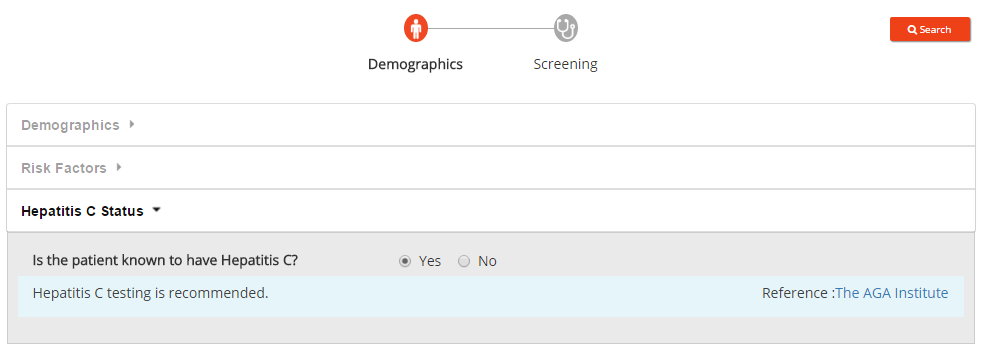 Search
Demographics Screening
Demographics
Risk Factors
Hepatitis C Status
Is the patient known to have Hepatitis C? Yes No
Hepatitis C testing is recommended. Reference :The AGA Institute